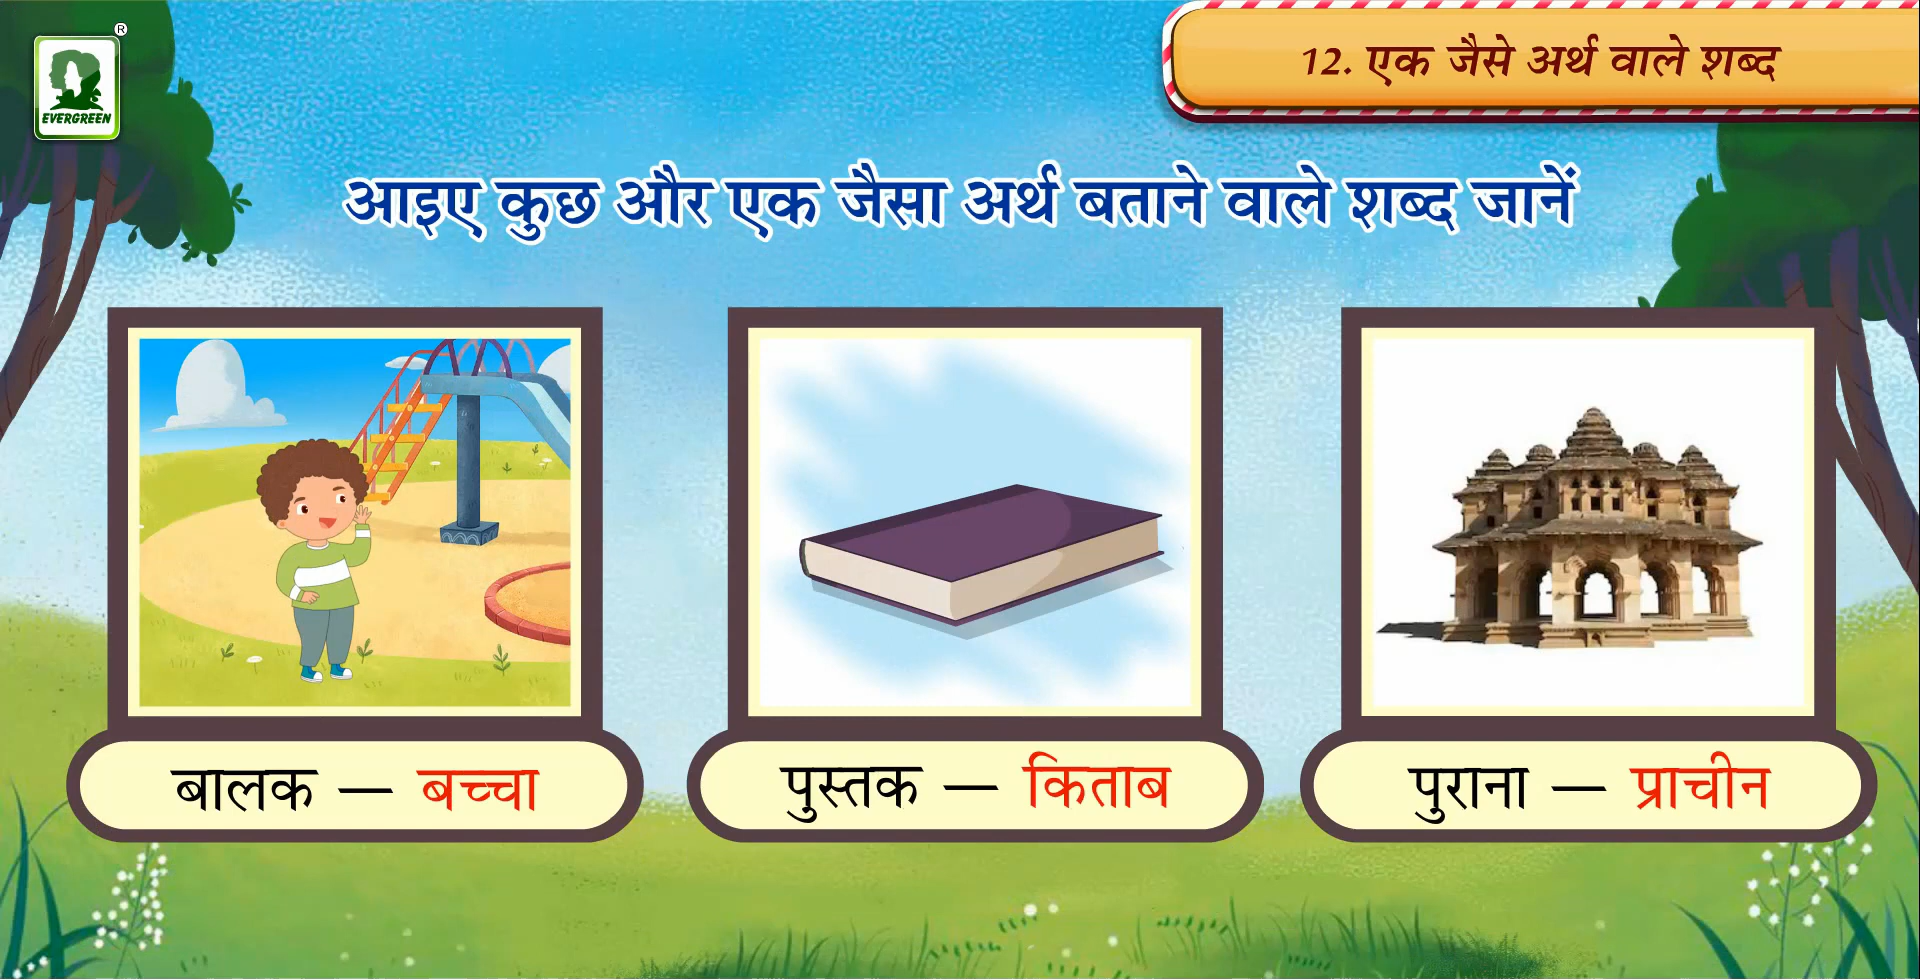 EVERGREEN
®
12. एक जैसे अर्थ वाले शब्द
आइए कुछ और एक जैसा अर्थ बताने वाले शब्द जानें
बालक — बच्चा
पुस्तक — किताब
पुराना — प्राचीन